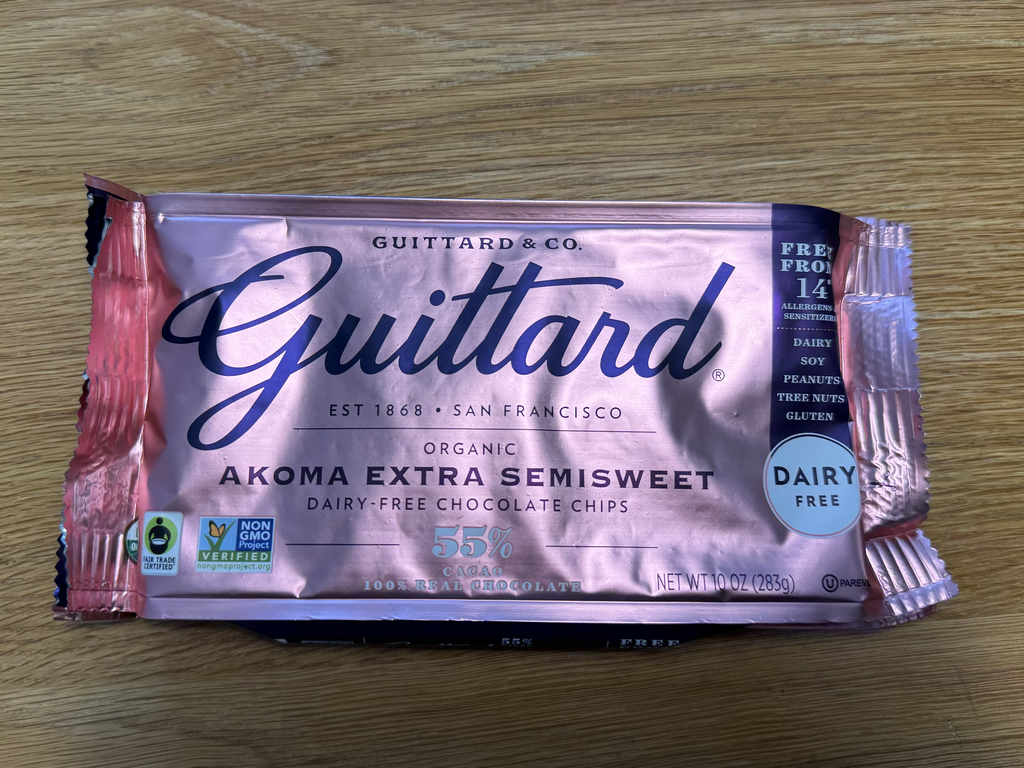 GUITTARD & CO.
Guittard®
EST 1868 • SAN FRANCISCO
ORGANIC
AKOMA EXTRA SEMISWEET
DAIRY-FREE CHOCOLATE CHIPS
55%
CACAO
100% REAL CHOCOLATE
NET WT 10 OZ (283g)
U PAREVE
FAIR TRADE
CERTIFIED
NON
GMO
Project
VERIFIED
nongmoproject.org
FREE
FROM
14
ALLERGENS
SENSITIZERS
DAIRY
SOY
PEANUTS
TREE NUTS
GLUTEN
DAIRY
FREE
55%
FREE